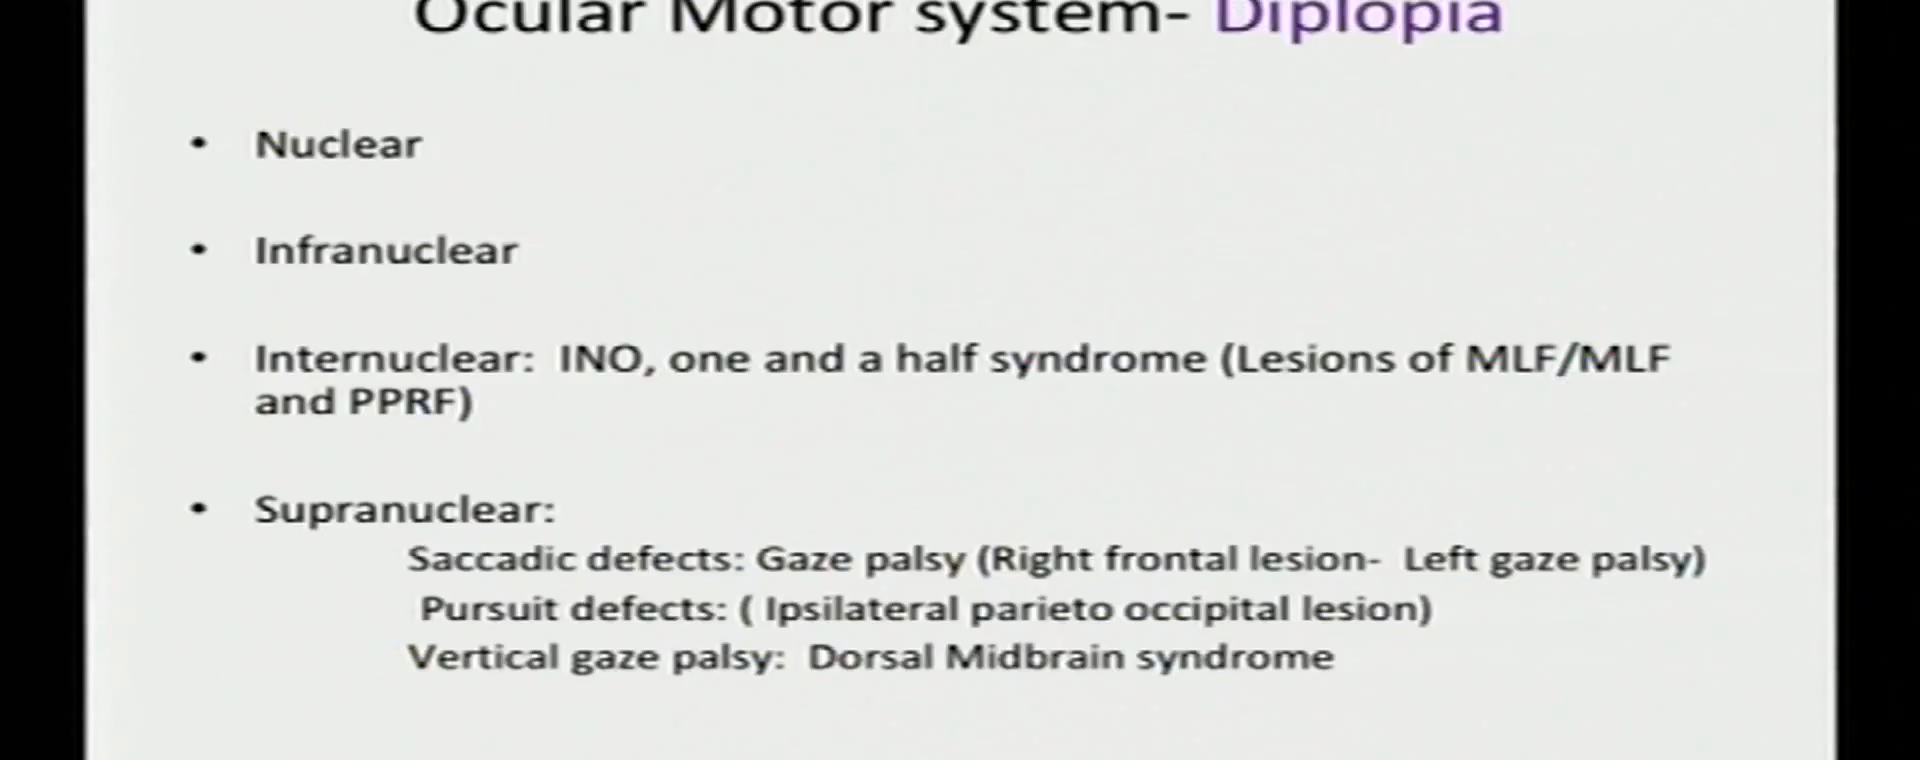 Ocular Motor system- Diplopia
• Nuclear
• Infranuclear
• Internuclear: INO, one and a half syndrome (Lesions of MLF/MLF
and PPRF)
• Supranuclear:
Saccadic defects: Gaze palsy (Right frontal lesion- Left gaze palsy)
Pursuit defects: ( Ipsilateral parieto occipital lesion)
Vertical gaze palsy: Dorsal Midbrain syndrome